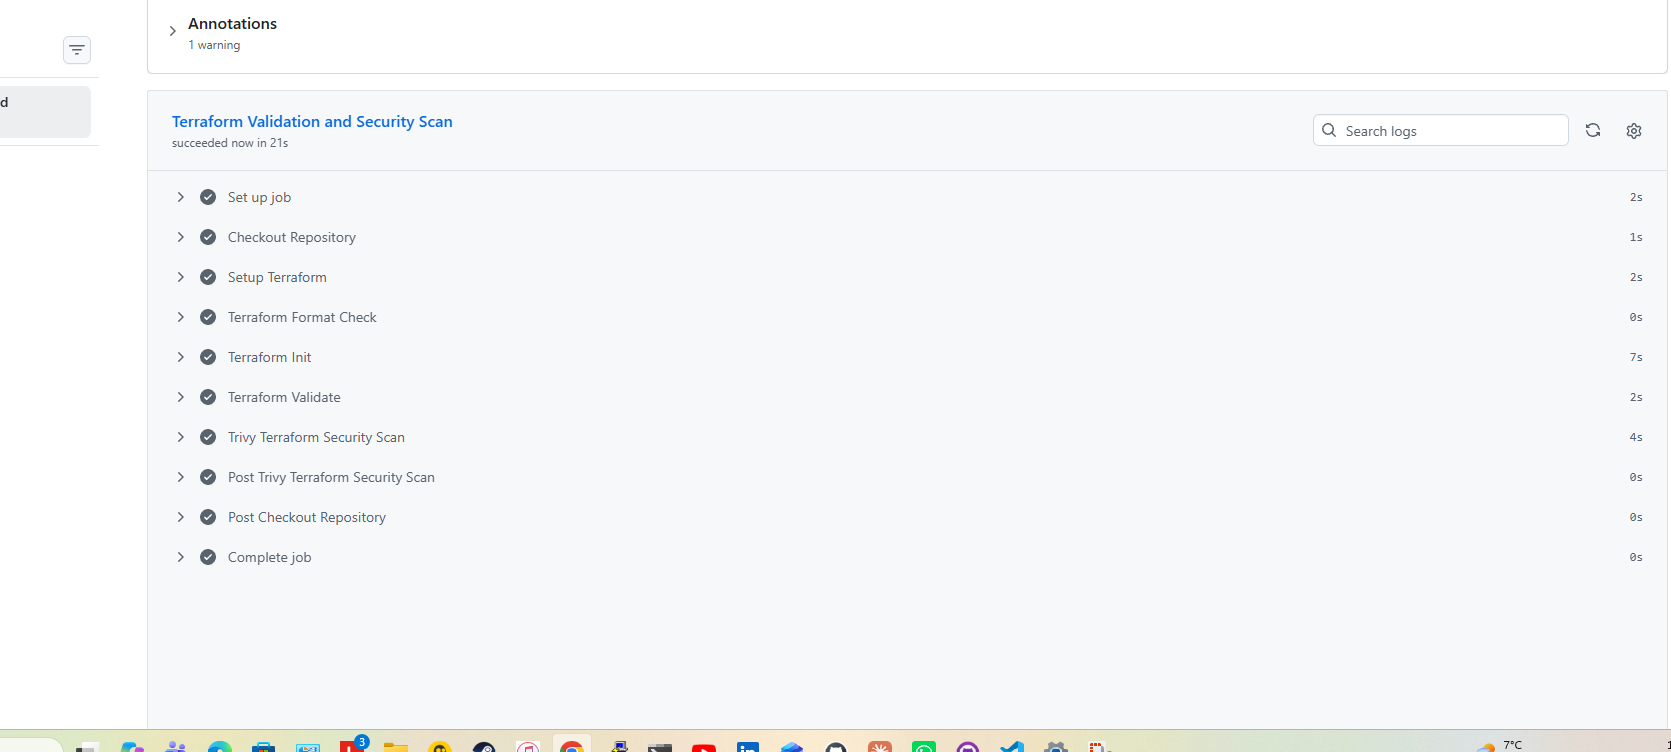 Annotations
1 warning
d
Terraform Validation and Security Scan
succeeded now in 21s
Search logs
Set up job 2s
Checkout Repository 1s
Setup Terraform 2s
Terraform Format Check 0s
Terraform Init 7s
Terraform Validate 2s
Trivy Terraform Security Scan 4s
Post Trivy Terraform Security Scan 0s
Post Checkout Repository 0s
Complete job 0s
3
7°C